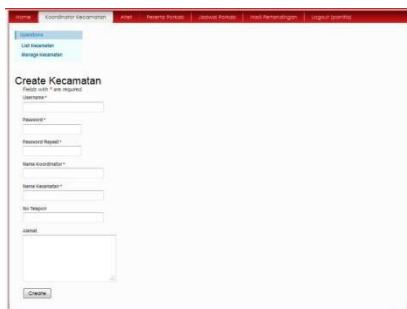 Home Koordinator Kecamatan Atlet Peserta Porkab Jadwal Porkab Hasil Pertandingan Logout (panitia)
Operations
List Kecamatan
Manage Kecamatan
Create Kecamatan
Fields with * are required.
Username *
Password *
Password Repeat *
Nama Koordinator *
Nama Kecamatan *
No Telepon
Alamat
Create